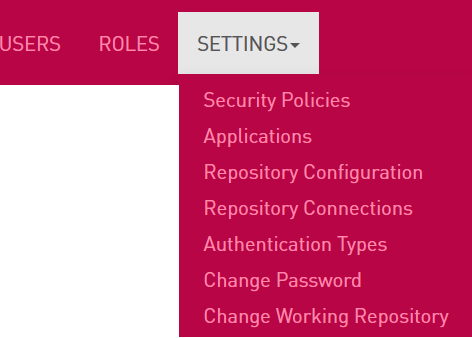 USERS ROLES SETTINGS
Security Policies
Applications
Repository Configuration
Repository Connections
Authentication Types
Change Password
Change Working Repository